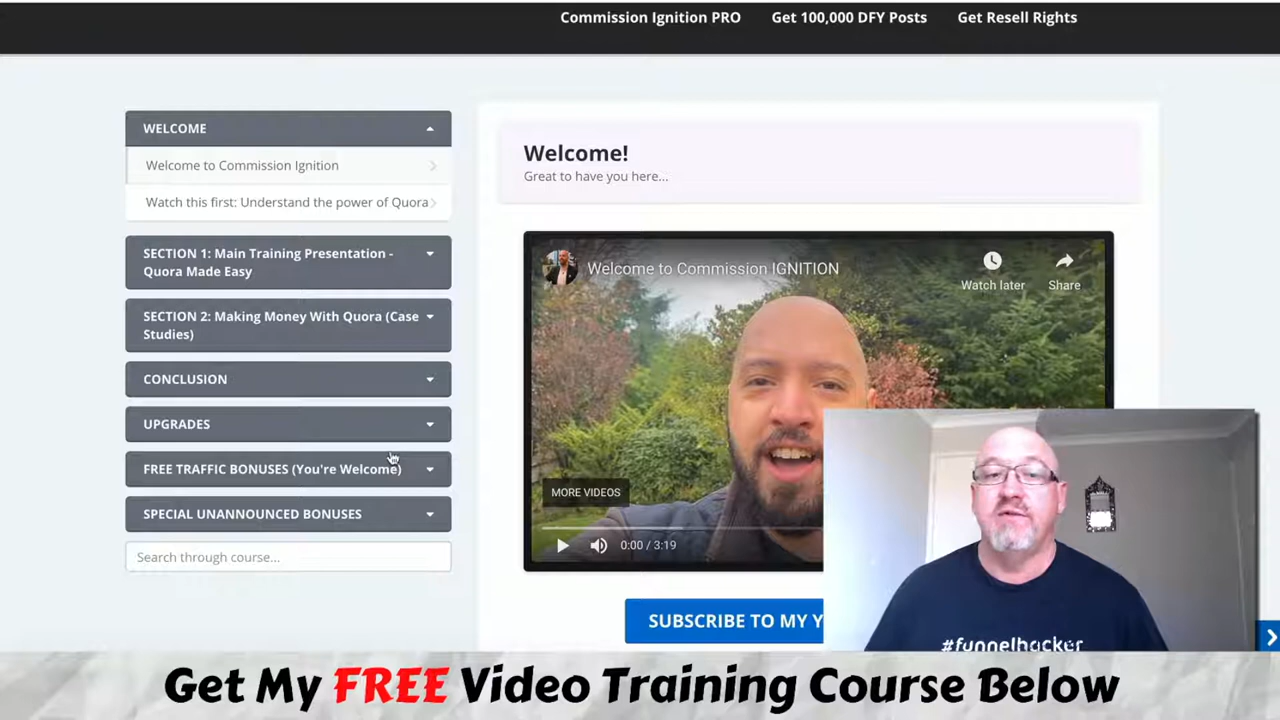 Commission Ignition PRO Get 100,000 DFY Posts Get Resell Rights
WELCOME
Welcome to Commission Ignition
Watch this first: Understand the power of Quora
SECTION 1: Main Training Presentation -
Quora Made Easy
SECTION 2: Making Money With Quora (Case
Studies)
CONCLUSION
UPGRADES
FREE TRAFFIC BONUSES (You're Welcome)
SPECIAL UNANNOUNCED BONUSES
Search through course...
Welcome!
Great to have you here...
Welcome to Commission IGNITION
Watch later
Share
MORE VIDEOS
0:00 / 3:19
SUBSCRIBE TO MY Y
#funnelhacker
Get My FREE Video Training Course Below